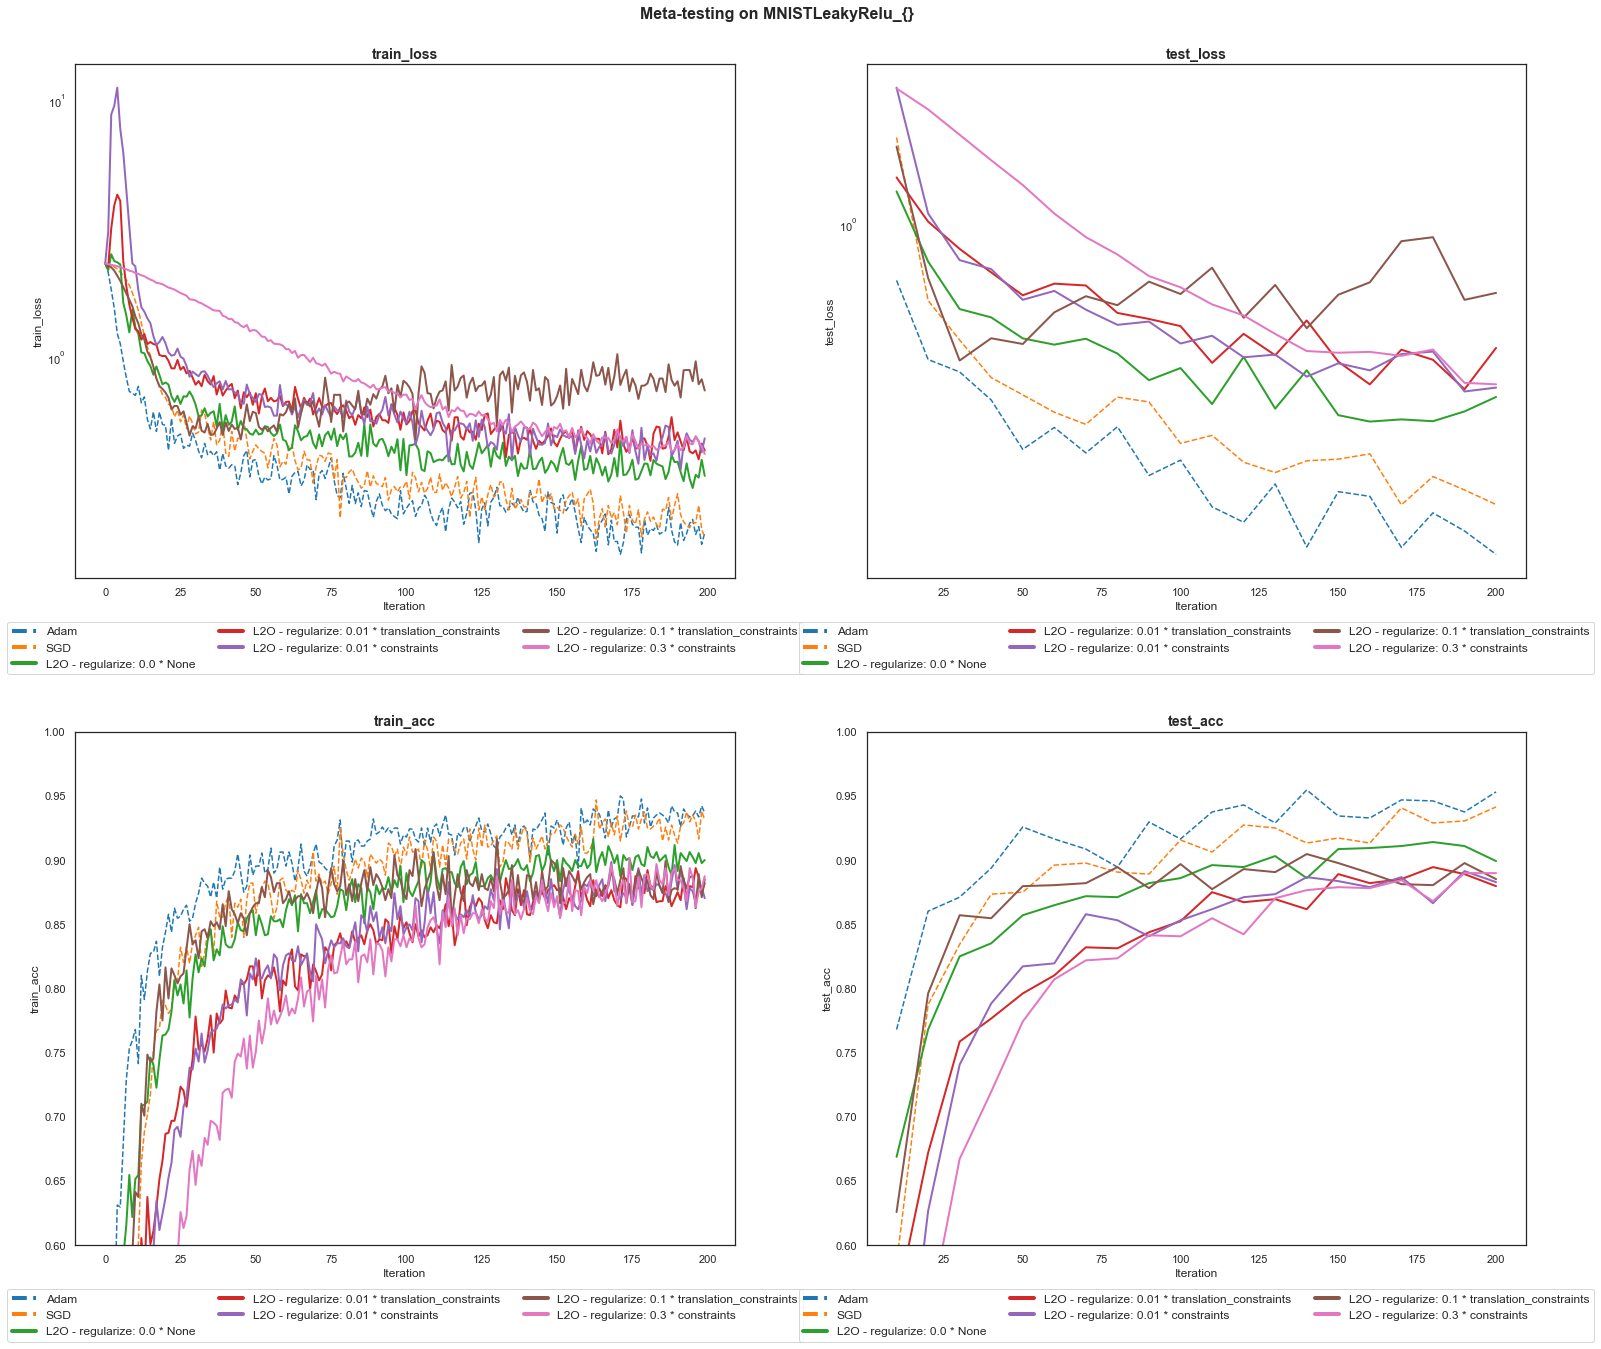 Meta-testing on MNISTLeakyRelu_{}
train_loss
10^1
10^0
train_loss
0 25 50 75 100 125 150 175 200
Iteration
Adam
SGD
L2O - regularize: 0.0 * None
L2O - regularize: 0.01 * translation_constraints
L2O - regularize: 0.01 * constraints
L2O - regularize: 0.1 * translation_constraints
L2O - regularize: 0.3 * constraints
test_loss
10^0
test_loss
25 50 75 100 125 150 175 200
Iteration
Adam
SGD
L2O - regularize: 0.0 * None
L2O - regularize: 0.01 * translation_constraints
L2O - regularize: 0.01 * constraints
L2O - regularize: 0.1 * translation_constraints
L2O - regularize: 0.3 * constraints
train_acc
1.00
0.95
0.90
0.85
0.80
0.75
0.70
0.65
0.60
train_acc
0 25 50 75 100 125 150 175 200
Iteration
Adam
SGD
L2O - regularize: 0.0 * None
L2O - regularize: 0.01 * translation_constraints
L2O - regularize: 0.01 * constraints
L2O - regularize: 0.1 * translation_constraints
L2O - regularize: 0.3 * constraints
test_acc
1.00
0.95
0.90
0.85
0.80
0.75
0.70
0.65
0.60
test_acc
25 50 75 100 125 150 175 200
Iteration
Adam
SGD
L2O - regularize: 0.0 * None
L2O - regularize: 0.01 * translation_constraints
L2O - regularize: 0.01 * constraints
L2O - regularize: 0.1 * translation_constraints
L2O - regularize: 0.3 * constraints